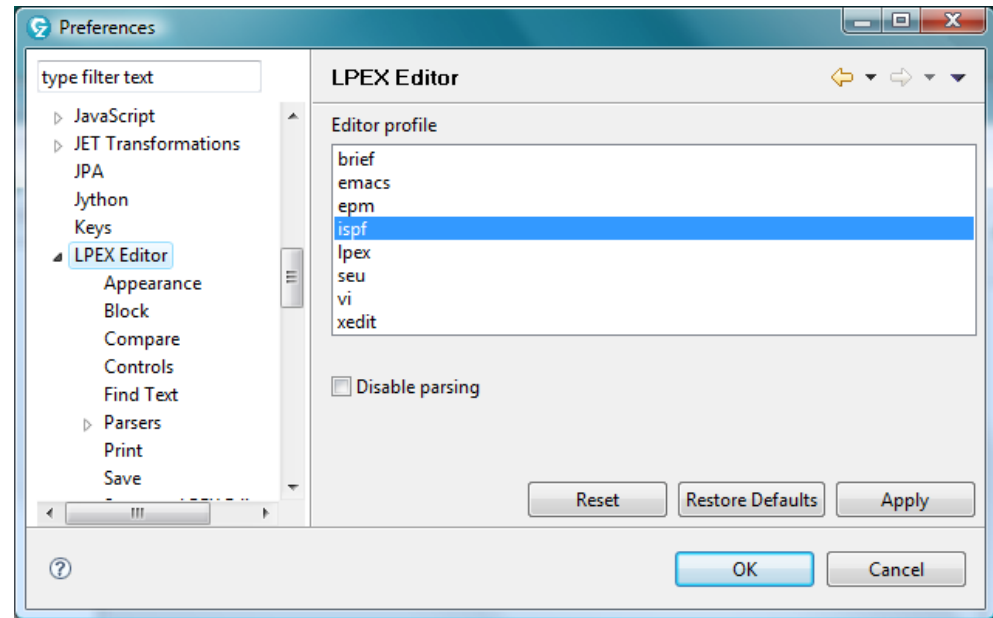 Preferences
type filter text
JavaScript
JET Transformations
JPA
Jython
Keys
LPEX Editor
Appearance
Block
Compare
Controls
Find Text
Parsers
Print
Save
LPEX Editor
Editor profile
brief
emacs
epm
ispf
lpex
seu
vi
xedit
Disable parsing
Reset
Restore Defaults
Apply
?
OK
Cancel